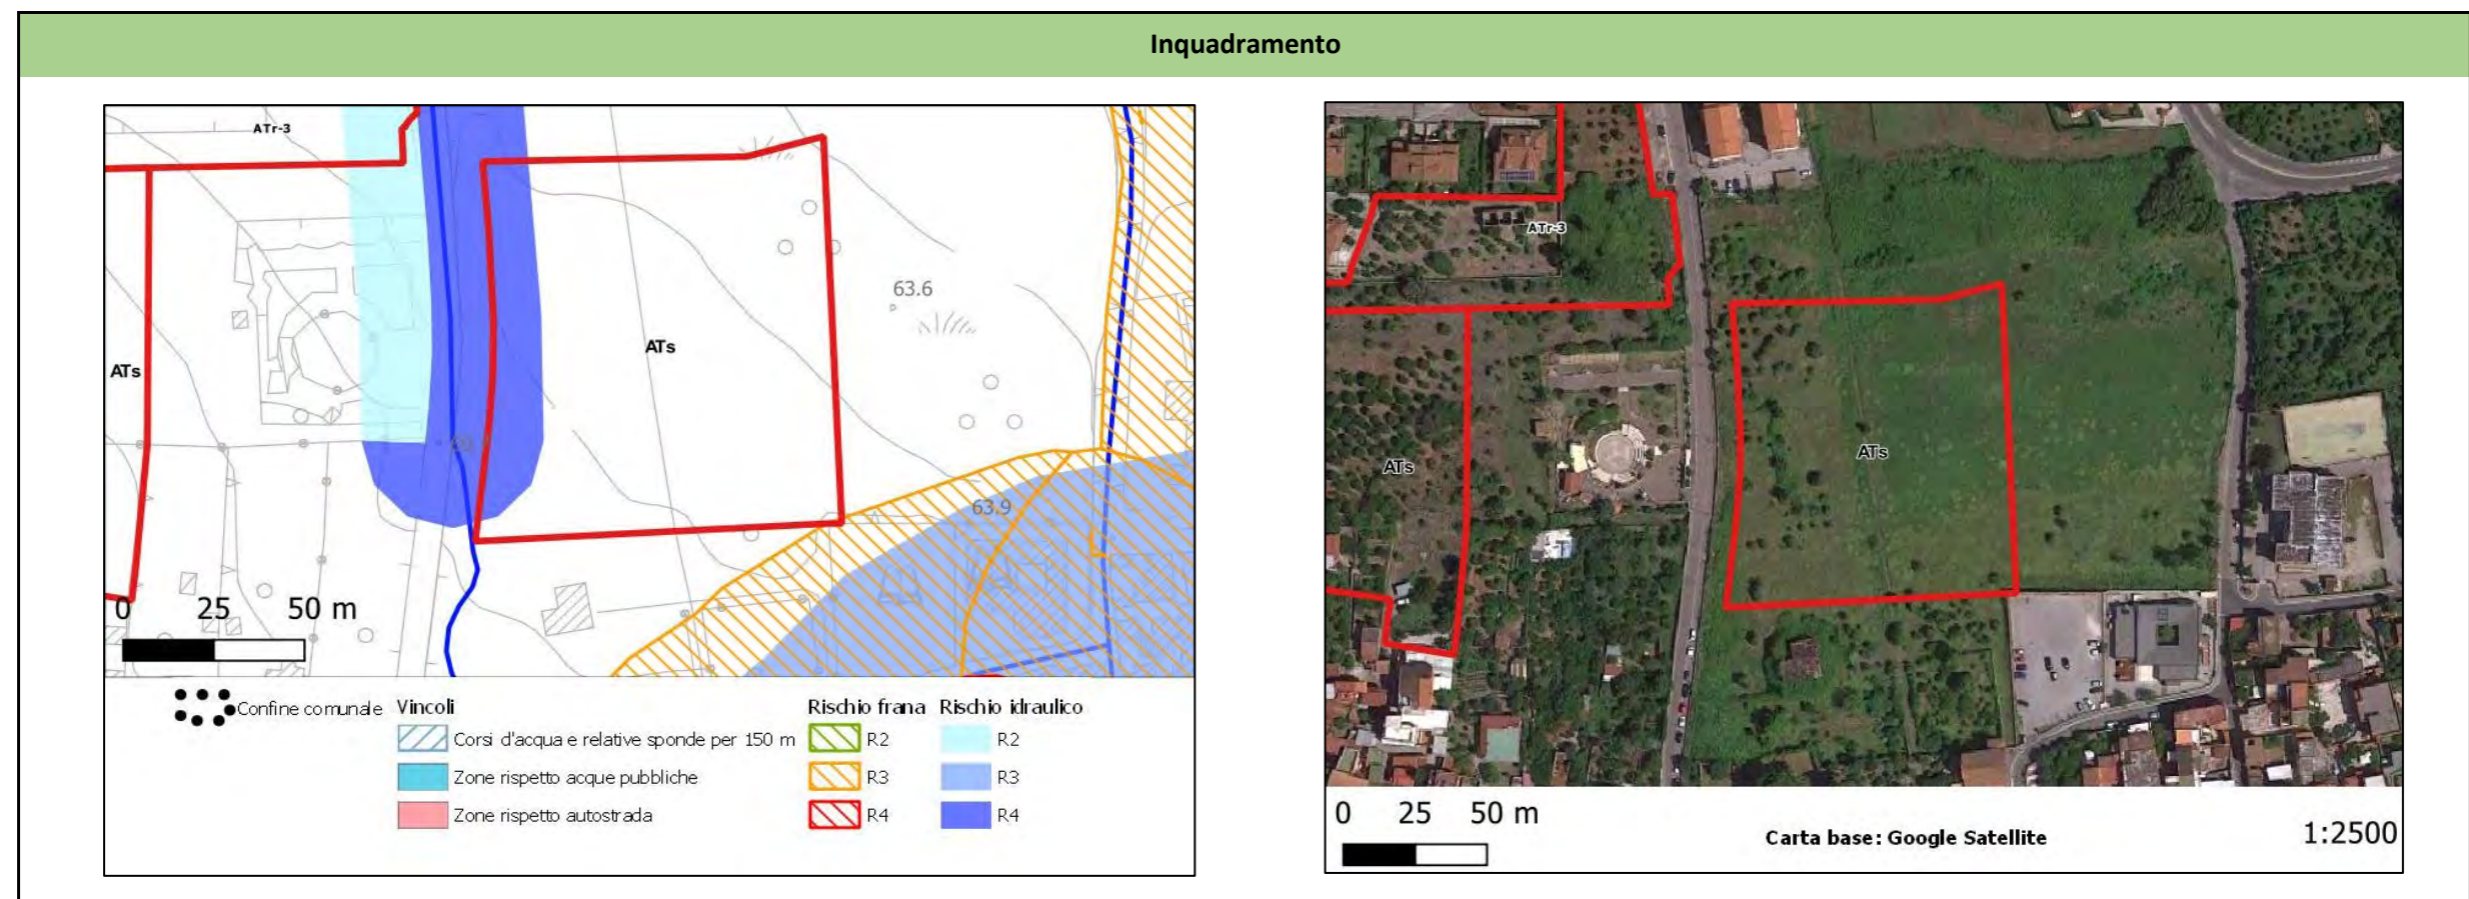 Inquadramento
ATr-3
63.6
ATs
ATs
63.9
0 25 50 m
Confine comunale
Vincoli
Corsi d'acqua e relative sponde per 150 m
Zone rispetto acque pubbliche
Zone rispetto autostrada
Rischio frana
R2
R3
R4
Rischio idraulico
R2
R3
R4
ATr-3
ATs
ATs
0 25 50 m
Carta base: Google Satellite
1:2500